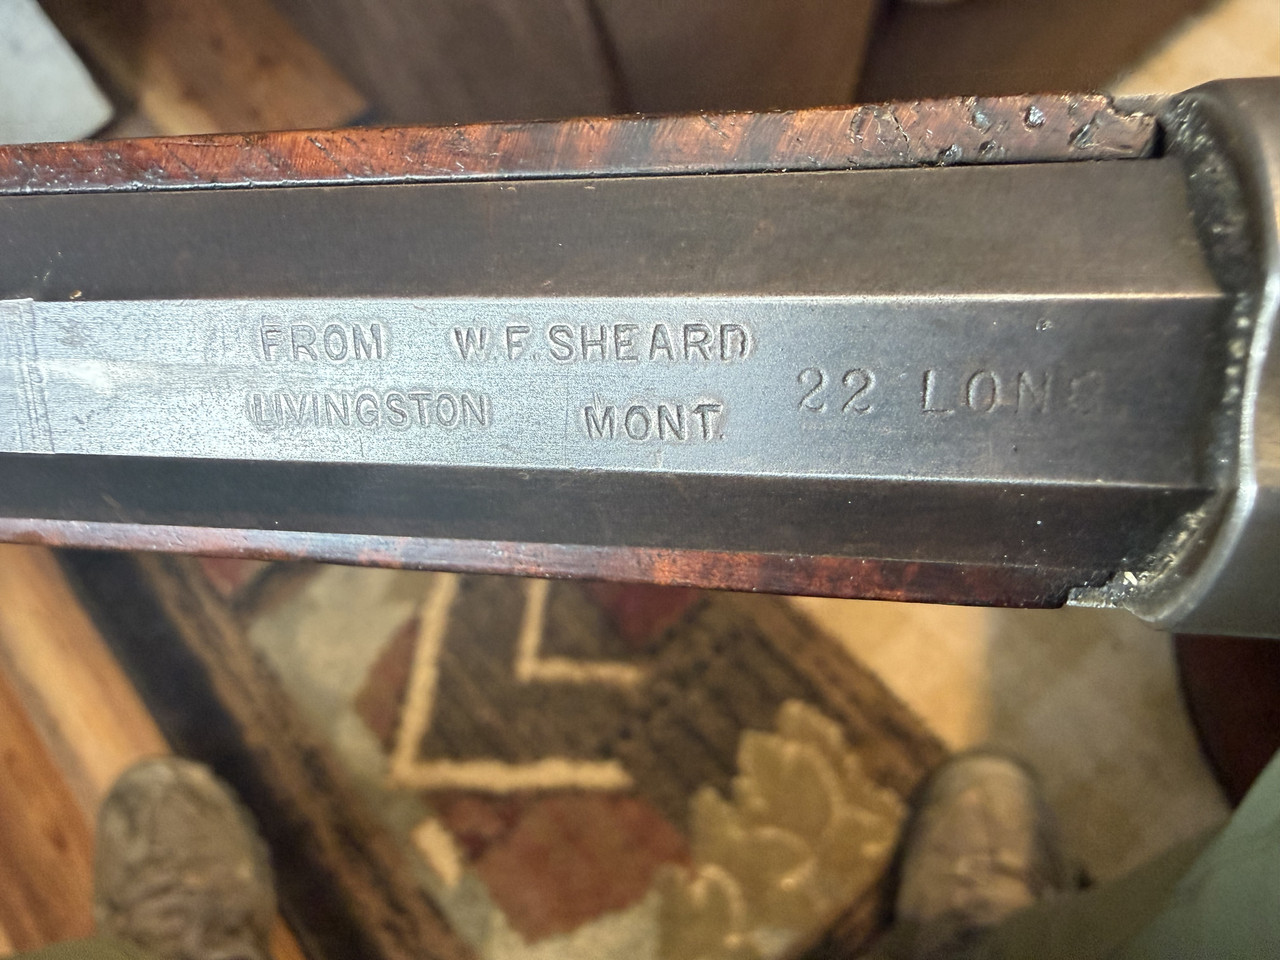 FROM W.F. SHEARD
LIVINGSTON MONT.
22 LONG